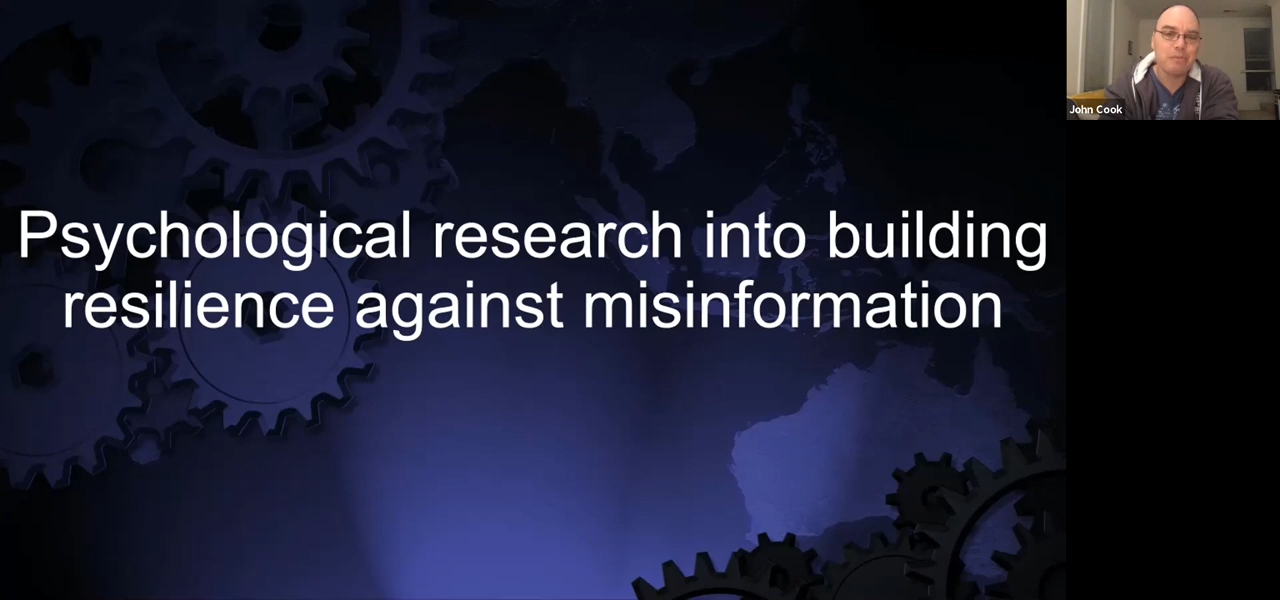 Psychological research into building
resilience against misinformation
John Cook